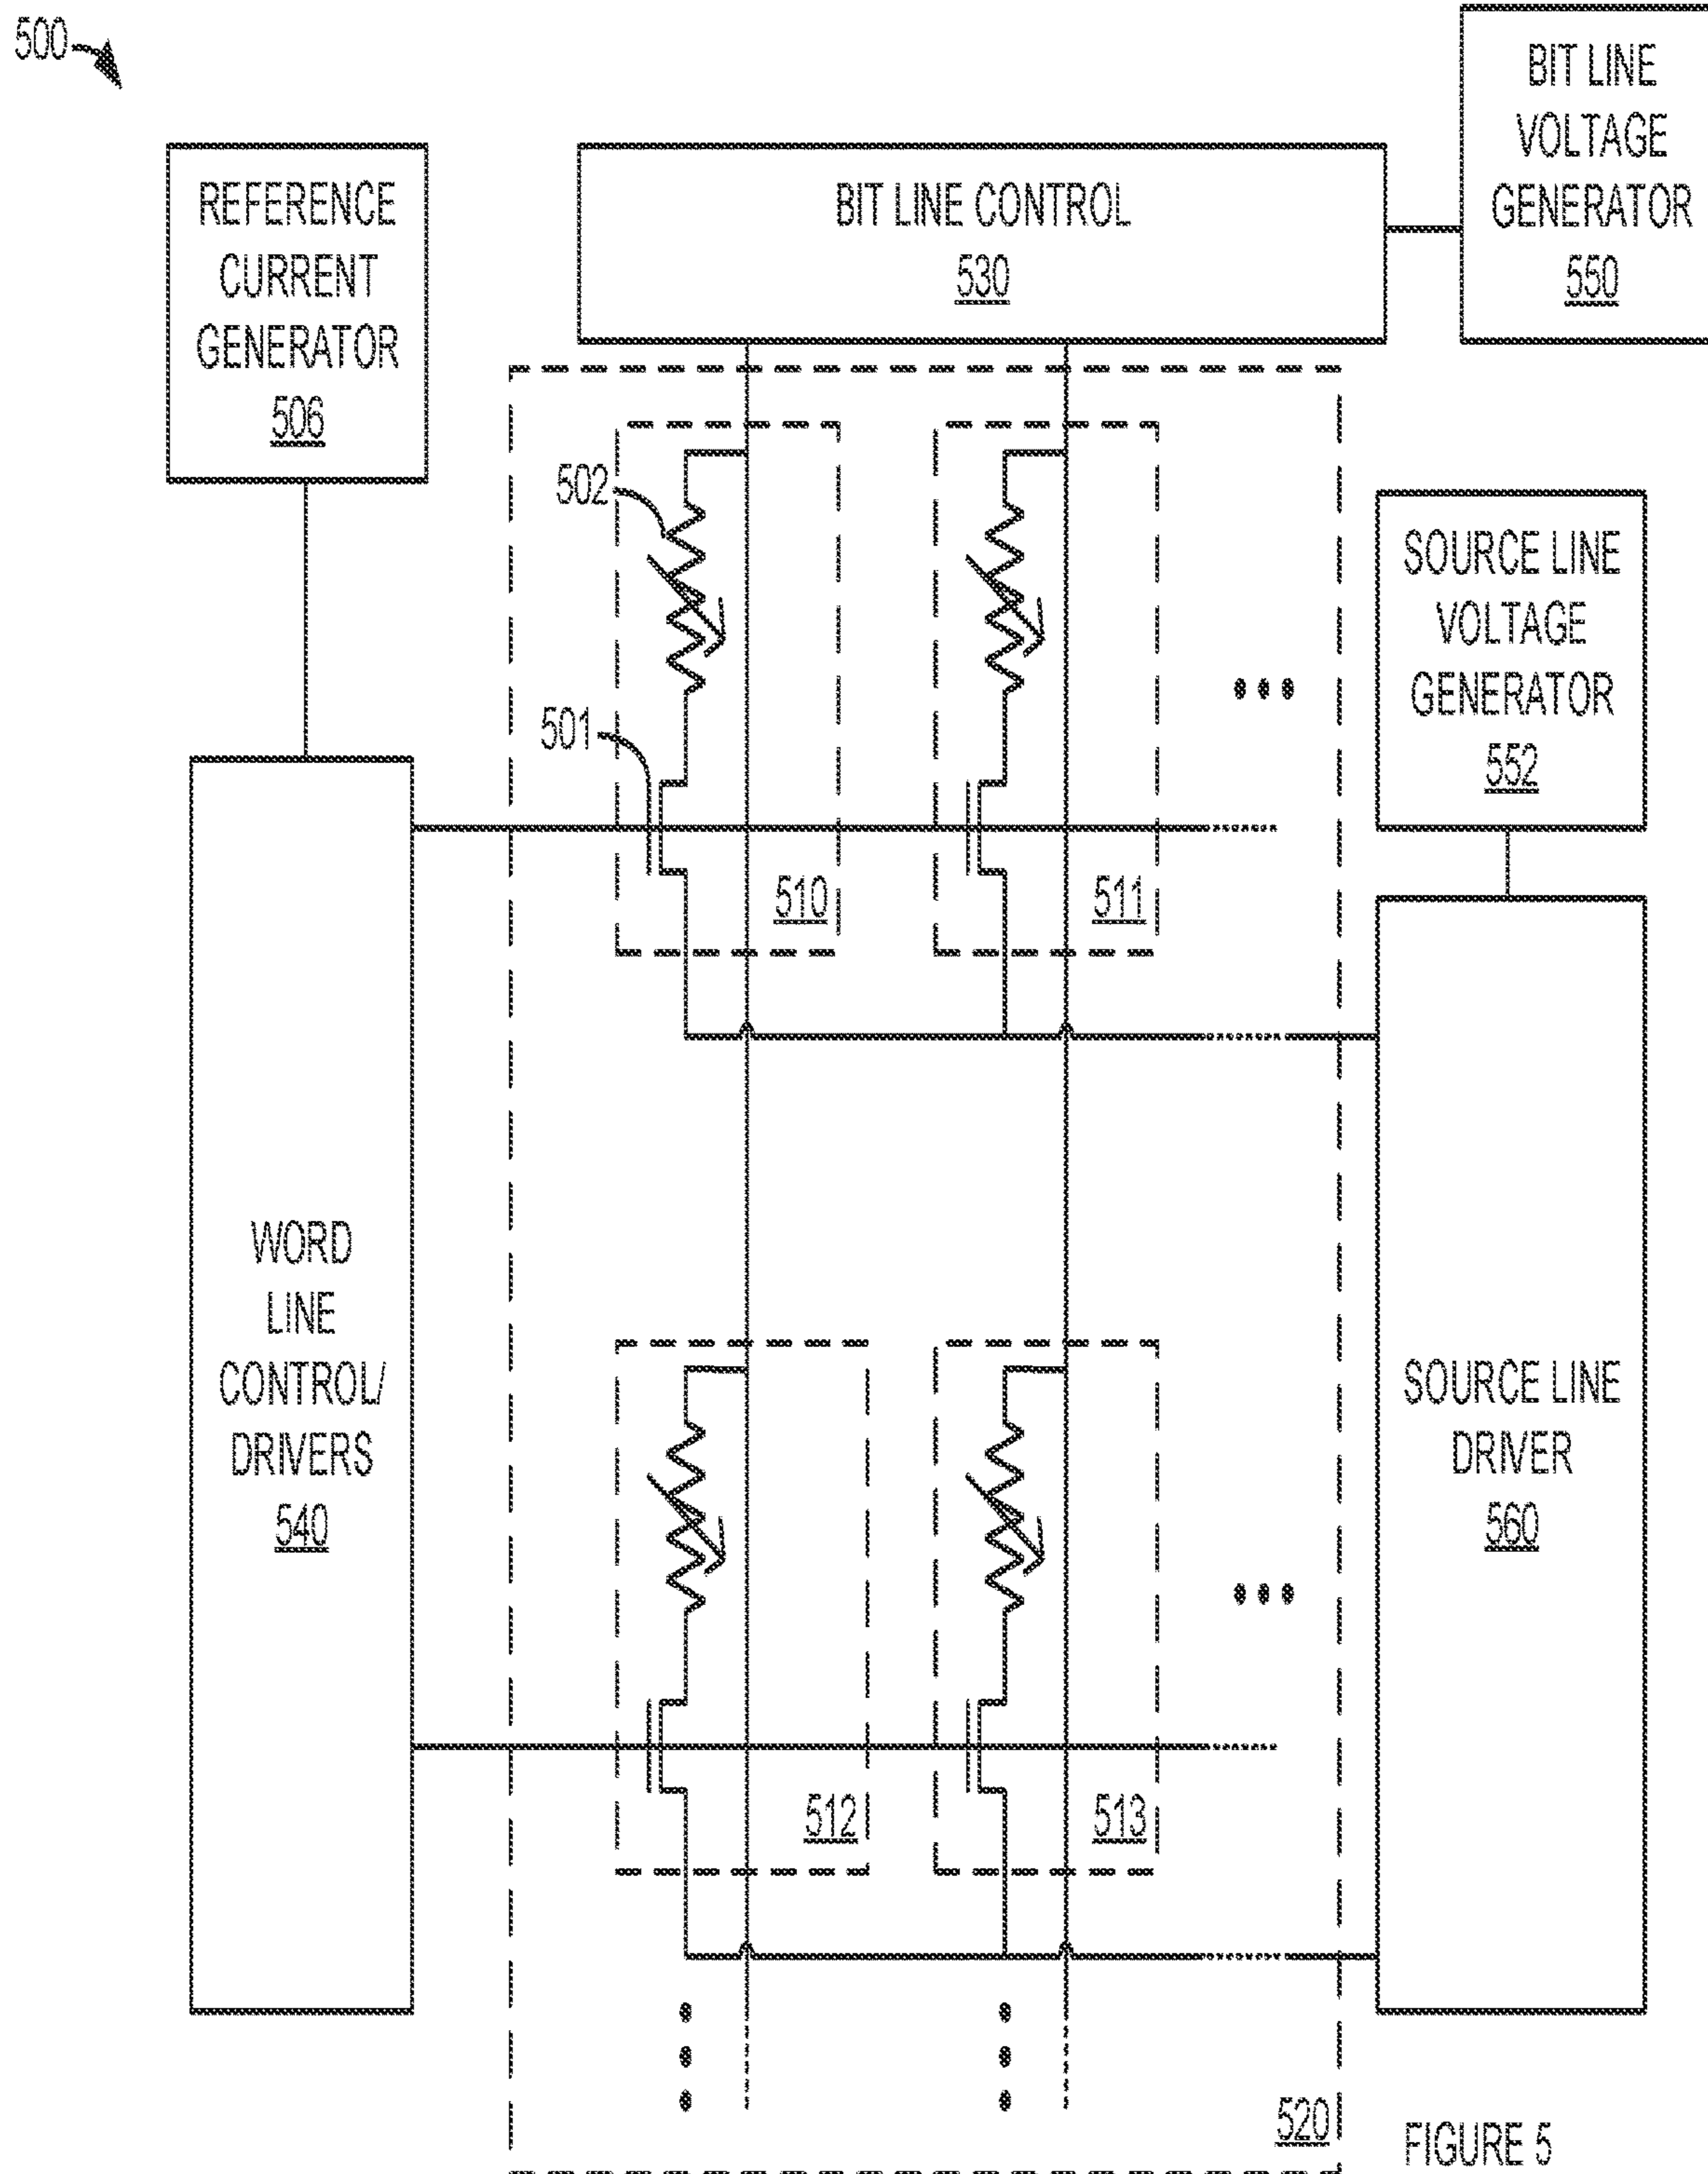 500
BIT LINE
VOLTAGE
GENERATOR
550
REFERENCE
CURRENT
GENERATOR
506
BIT LINE CONTROL
530
502
501
510
511
SOURCE LINE
VOLTAGE
GENERATOR
552
WORD
LINE
CONTROL/
DRIVERS
540
SOURCE LINE
DRIVER
560
512
513
520
FIGURE 5